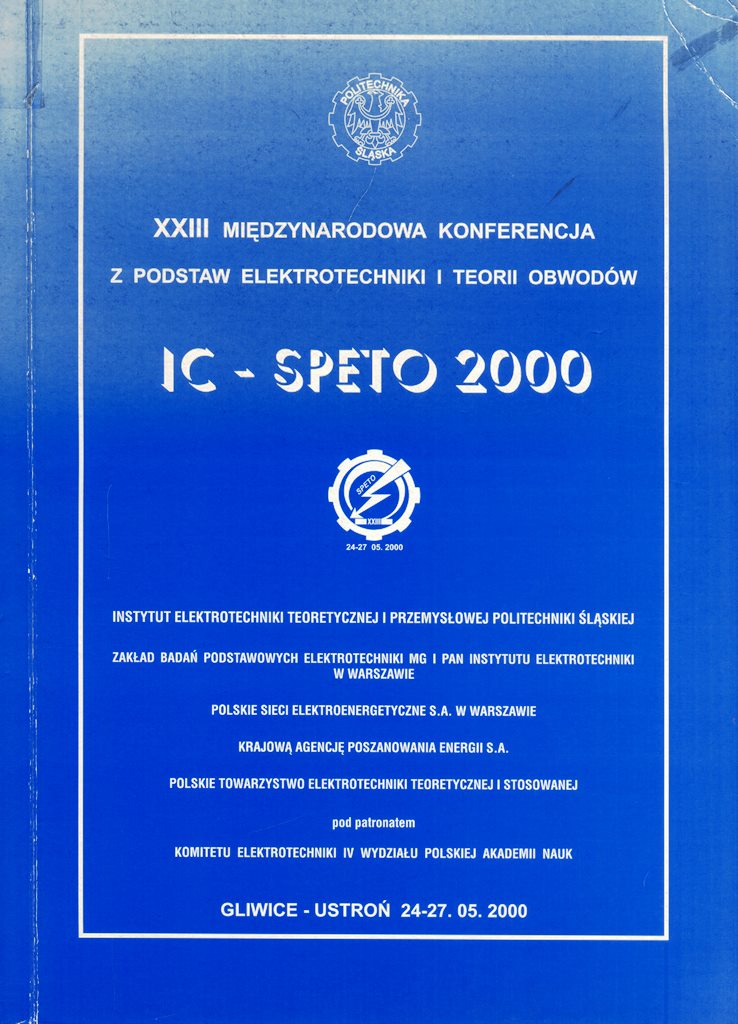 POLITECHNIKA
ŚLĄSKA
XXIII MIĘDZYNARODOWA KONFERENCJA
Z PODSTAW ELEKTROTECHNIKI I TEORII OBWODÓW
IC - SPETO 2000
SPETO
XXIII
24-27 05. 2000
INSTYTUT ELEKTROTECHNIKI TEORETYCZNEJ I PRZEMYSŁOWEJ POLITECHNIKI ŚLĄSKIEJ
ZAKŁAD BADAŃ PODSTAWOWYCH ELEKTROTECHNIKI MG I PAN INSTYTUTU ELEKTROTECHNIKI
W WARSZAWIE
POLSKIE SIECI ELEKTROENERGETYCZNE S.A. W WARSZAWIE
KRAJOWĄ AGENCJĘ POSZANOWANIA ENERGII S.A.
POLSKIE TOWARZYSTWO ELEKTROTECHNIKI TEORETYCZNEJ I STOSOWANEJ
pod patronatem
KOMITETU ELEKTROTECHNIKI IV WYDZIAŁU POLSKIEJ AKADEMII NAUK
GLIWICE - USTROŃ 24-27. 05. 2000